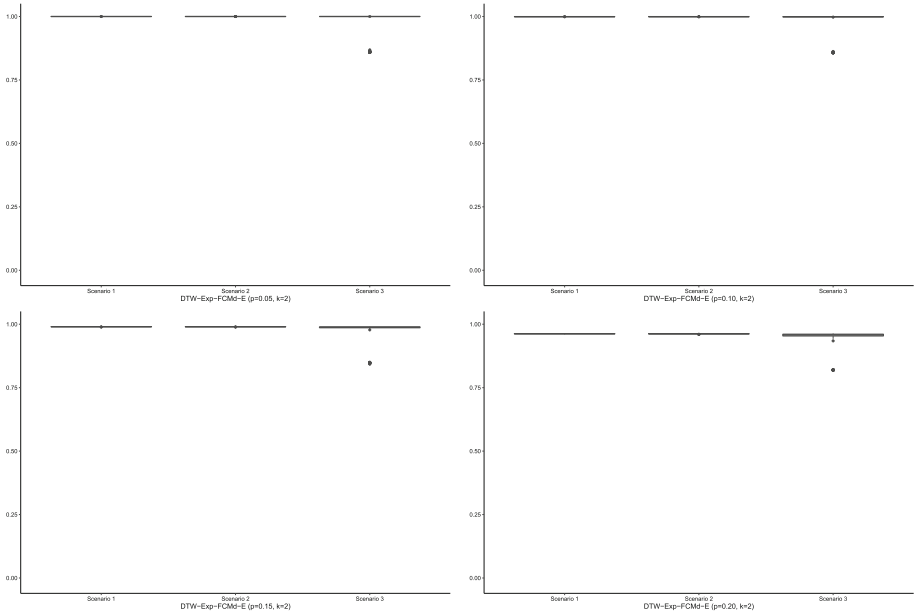 1.00
0.75
0.50
0.25
0.00
Scenario 1 Scenario 2 Scenario 3
DTW−Exp−FCMd−E (p=0.05, k=2)
1.00
0.75
0.50
0.25
0.00
Scenario 1 Scenario 2 Scenario 3
DTW−Exp−FCMd−E (p=0.10, k=2)
1.00
0.75
0.50
0.25
0.00
Scenario 1 Scenario 2 Scenario 3
DTW−Exp−FCMd−E (p=0.15, k=2)
1.00
0.75
0.50
0.25
0.00
Scenario 1 Scenario 2 Scenario 3
DTW−Exp−FCMd−E (p=0.20, k=2)